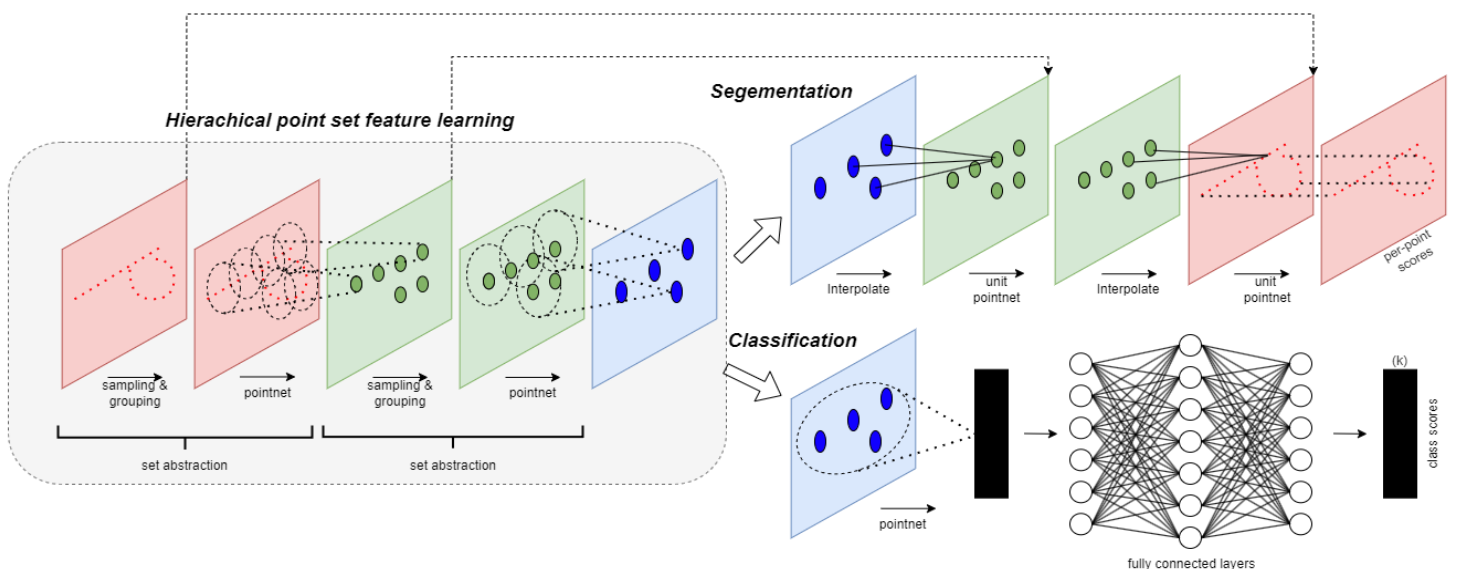 Hierachical point set feature learning
sampling &
grouping
pointnet
sampling &
grouping
pointnet
set abstraction
set abstraction
Segementation
Interpolate
unit
pointnet
Interpolate
unit
pointnet
per-point
scores
Classification
pointnet
fully connected layers
(k)
class scores